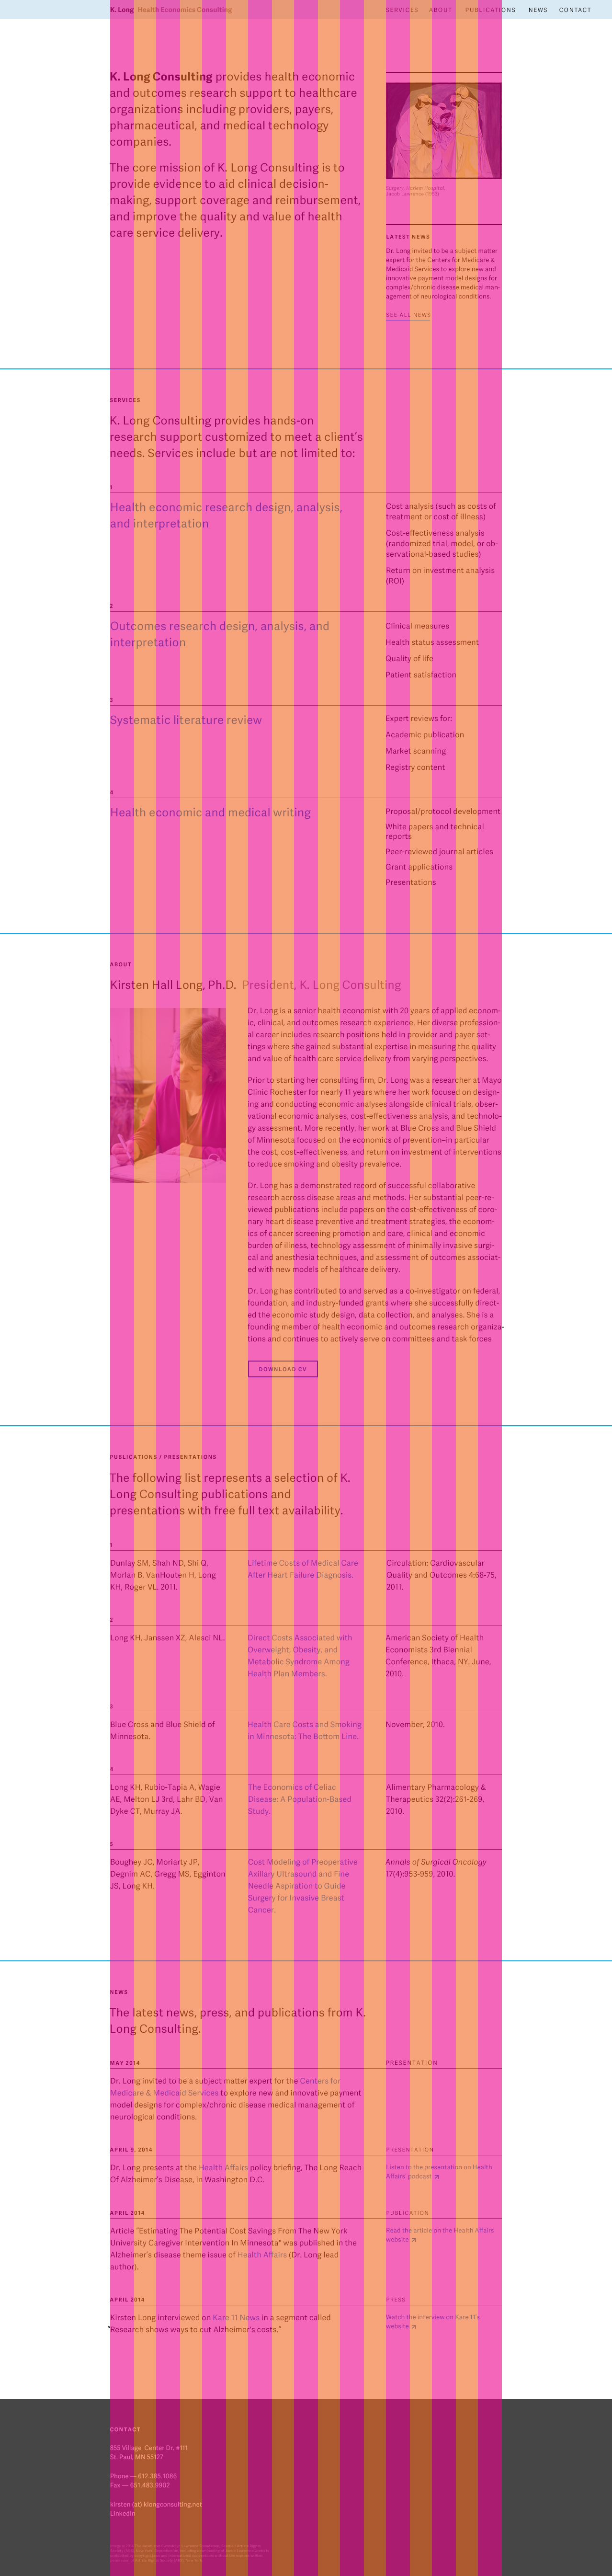 K. Long Health Economics Consulting
SERVICES ABOUT PUBLICATIONS NEWS CONTACT
K. Long Consulting provides health economic
and outcomes research support to healthcare
organizations including providers, payers,
pharmaceutical, and medical technology
companies.
The core mission of K. Long Consulting is to
provide evidence to aid clinical decision-
making, support coverage and reimbursement,
and improve the quality and value of health
care service delivery.
Surgery, Harlem Hospital,
Jacob Lawrence (1953)
LATEST NEWS
Dr. Long invited to be a subject matter
expert for the Centers for Medicare &
Medicaid Services to explore new and
innovative payment model designs for
complex/chronic disease medical man-
agement of neurological conditions.
SEE ALL NEWS
SERVICES
K. Long Consulting provides hands-on
research support customized to meet a client's
needs. Services include but are not limited to:
1
Health economic research design, analysis,
and interpretation
Cost analysis (such as costs of
treatment or cost of illness)
Cost-effectiveness analysis
(randomized trial, model, or ob-
servational-based studies)
Return on investment analysis
(ROI)
2
Outcomes research design, analysis, and
interpretation
Clinical measures
Health status assessment
Quality of life
Patient satisfaction
3
Systematic literature review
Expert reviews for:
Academic publication
Market scanning
Registry content
4
Health economic and medical writing
Proposal/protocol development
White papers and technical
reports
Peer-reviewed journal articles
Grant applications
Presentations
ABOUT
Kirsten Hall Long, Ph.D. President, K. Long Consulting
Dr. Long is a senior health economist with 20 years of applied econom-
ic, clinical, and outcomes research experience. Her diverse profession-
al career includes research positions held in provider and payer set-
tings where she gained substantial expertise in measuring the quality
and value of health care service delivery from varying perspectives.
Prior to starting her consulting firm, Dr. Long was a researcher at Mayo
Clinic Rochester for nearly 11 years where her work focused on design-
ing and conducting economic analyses alongside clinical trials, obser-
vational economic analyses, cost-effectiveness analysis, and technolo-
gy assessment. More recently, her work at Blue Cross and Blue Shield
of Minnesota focused on the economics of prevention—in particular
the cost, cost-effectiveness, and return on investment of interventions
to reduce smoking and obesity prevalence.
Dr. Long has a demonstrated record of successful collaborative
research across disease areas and methods. Her substantial peer-re-
viewed publications include papers on the cost-effectiveness of coro-
nary heart disease preventive and treatment strategies, the econom-
ics of cancer screening promotion and care, clinical and economic
burden of illness, technology assessment of minimally invasive surgi-
cal and anesthesia techniques, and assessment of outcomes associat-
ed with new models of healthcare delivery.
Dr. Long has contributed to and served as a co-investigator on federal,
foundation, and industry-funded grants where she successfully direct-
ed the economic study design, data collection, and analyses. She is a
founding member of health economic and outcomes research organiza-
tions and continues to actively serve on committees and task forces
DOWNLOAD CV
PUBLICATIONS / PRESENTATIONS
The following list represents a selection of K.
Long Consulting publications and
presentations with free full text availability.
1
Dunlay SM, Shah ND, Shi Q,
Morlan B, VanHouten H, Long
KH, Roger VL. 2011.
Lifetime Costs of Medical Care
After Heart Failure Diagnosis.
Circulation: Cardiovascular
Quality and Outcomes 4:68-75,
2011.
2
Long KH, Janssen XZ, Alesci NL.
Direct Costs Associated with
Overweight, Obesity, and
Metabolic Syndrome Among
Health Plan Members.
American Society of Health
Economists 3rd Biennial
Conference, Ithaca, NY. June,
2010.
3
Blue Cross and Blue Shield of
Minnesota.
Health Care Costs and Smoking
in Minnesota: The Bottom Line.
November, 2010.
4
Long KH, Rubio-Tapia A, Wagie
AE, Melton LJ 3rd, Lahr BD, Van
Dyke CT, Murray JA.
The Economics of Celiac
Disease: A Population-Based
Study.
Alimentary Pharmacology &
Therapeutics 32(2):261-269,
2010.
5
Boughey JC, Moriarty JP,
Degnim AC, Gregg MS, Egginton
JS, Long KH.
Cost Modeling of Preoperative
Axillary Ultrasound and Fine
Needle Aspiration to Guide
Surgery for Invasive Breast
Cancer.
Annals of Surgical Oncology
17(4):953-959, 2010.
NEWS
The latest news, press, and publications from K.
Long Consulting.
MAY 2014
PRESENTATION
Dr. Long invited to be a subject matter expert for the Centers for
Medicare & Medicaid Services to explore new and innovative payment
model designs for complex/chronic disease medical management of
neurological conditions.
APRIL 9, 2014
PRESENTATION
Dr. Long presents at the Health Affairs policy briefing, The Long Reach
Of Alzheimer's Disease, in Washington D.C.
Listen to the presentation on Health
Affairs' podcast
APRIL 2014
PUBLICATION
Article "Estimating The Potential Cost Savings From The New York
University Caregiver Intervention In Minnesota" was published in the
Alzheimer's disease theme issue of Health Affairs (Dr. Long lead
author).
Read the article on the Health Affairs
website
APRIL 2014
PRESS
Kirsten Long interviewed on Kare 11 News in a segment called
"Research shows ways to cut Alzheimer's costs."
Watch the interview on Kare 11's
website
CONTACT
855 Village Center Dr. #111
St. Paul, MN 55127
Phone — 612.385.1086
Fax — 651.483.9902
kirsten (at) klongconsulting.net
LinkedIn